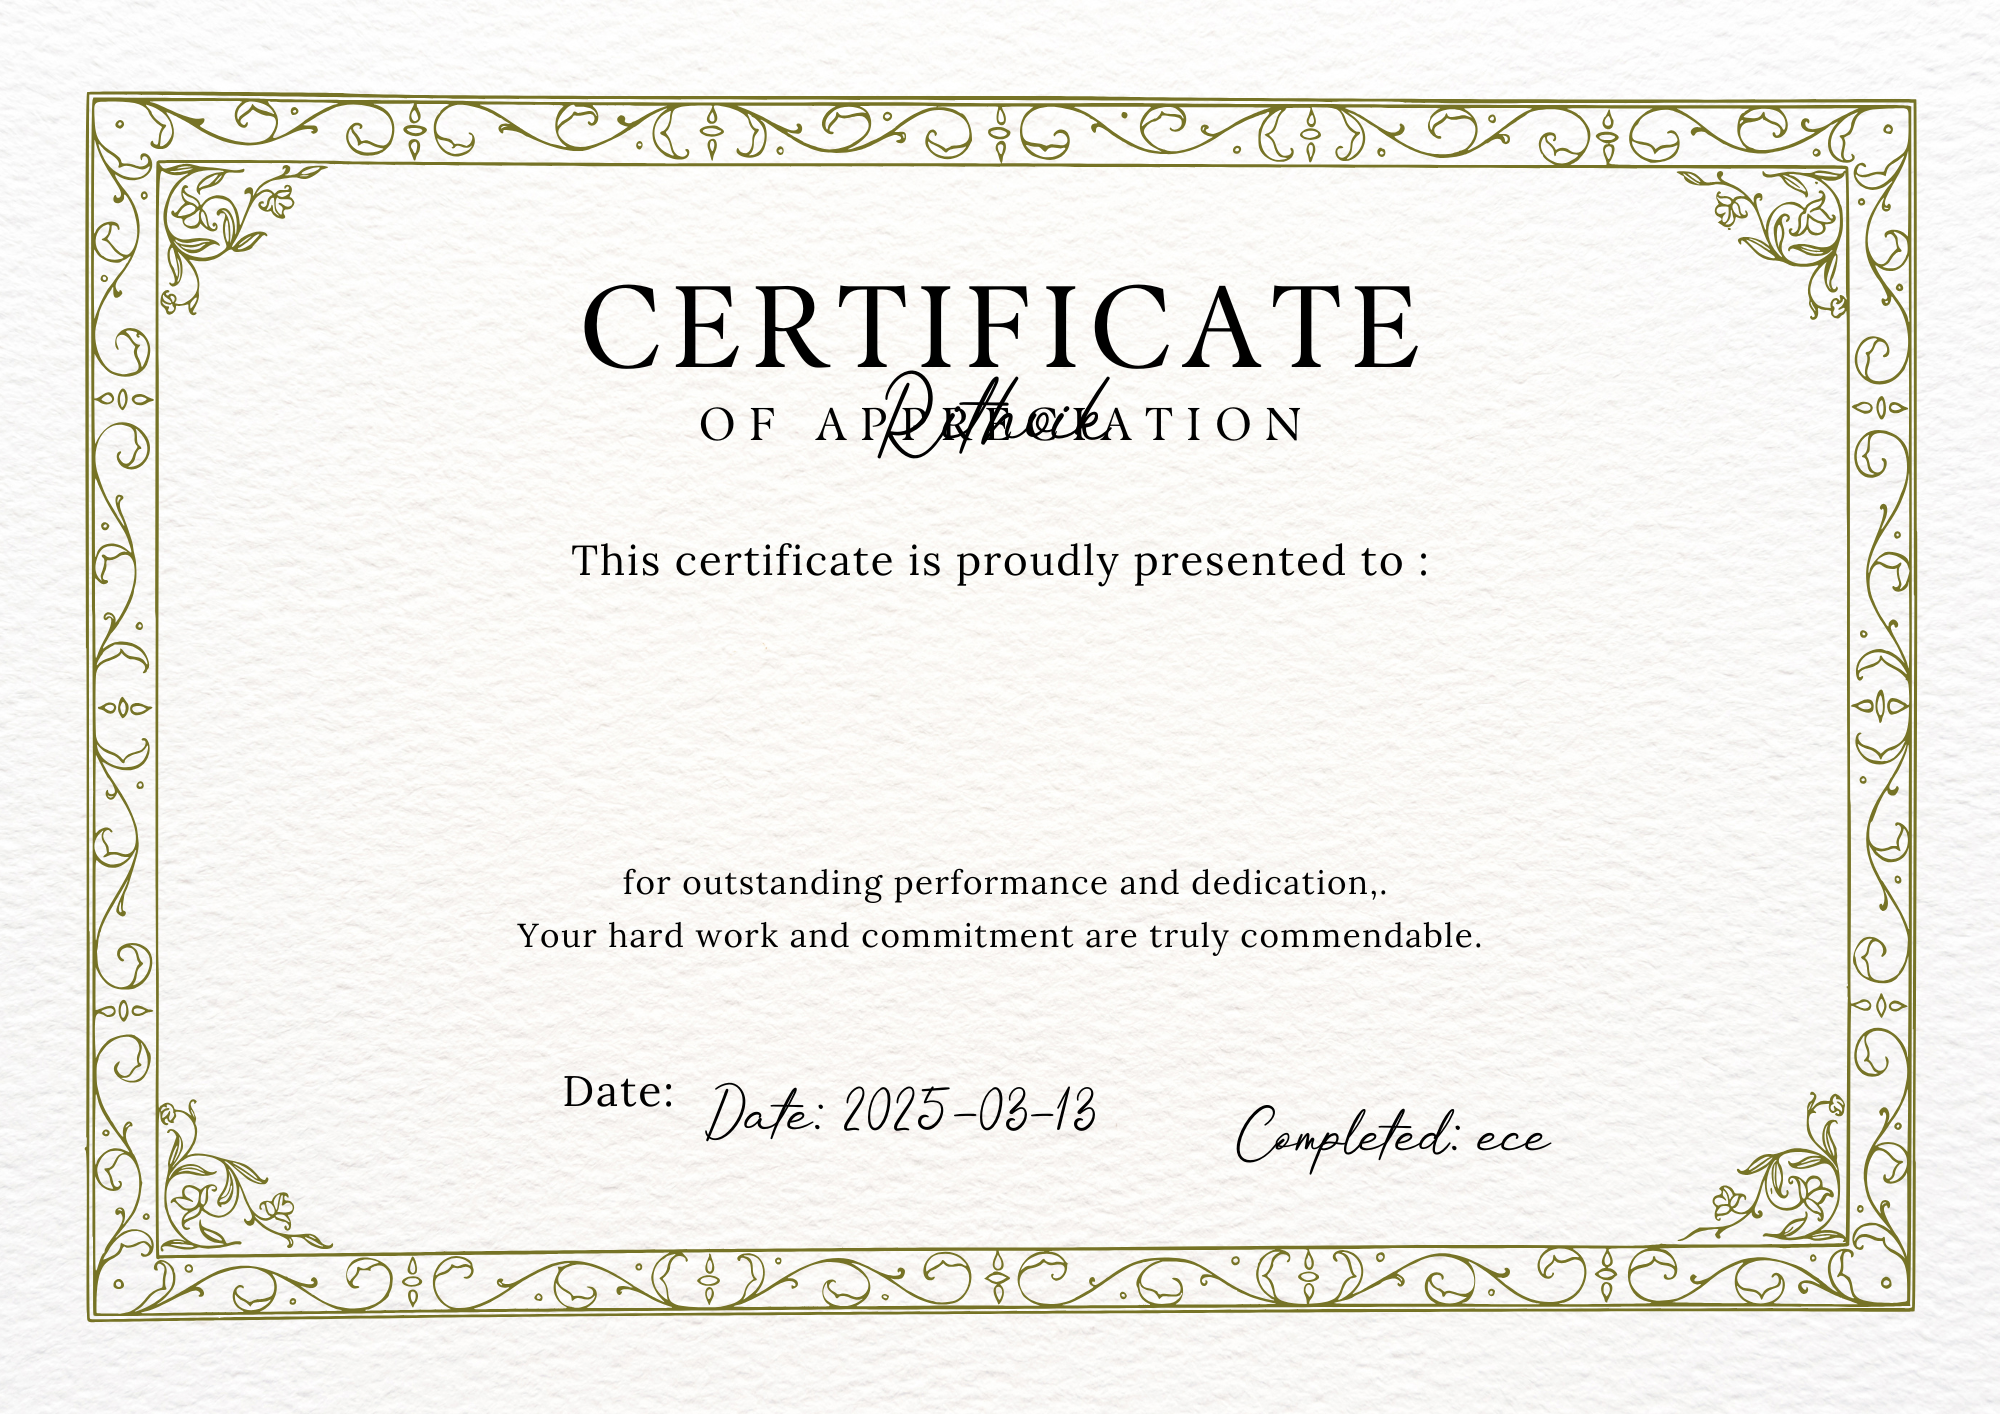 CERTIFICATE
OF APPRECIATION
This certificate is proudly presented to :
for outstanding performance and dedication,.
Your hard work and commitment are truly commendable.
Date:
Date: 2025-03-13
Completed: ece